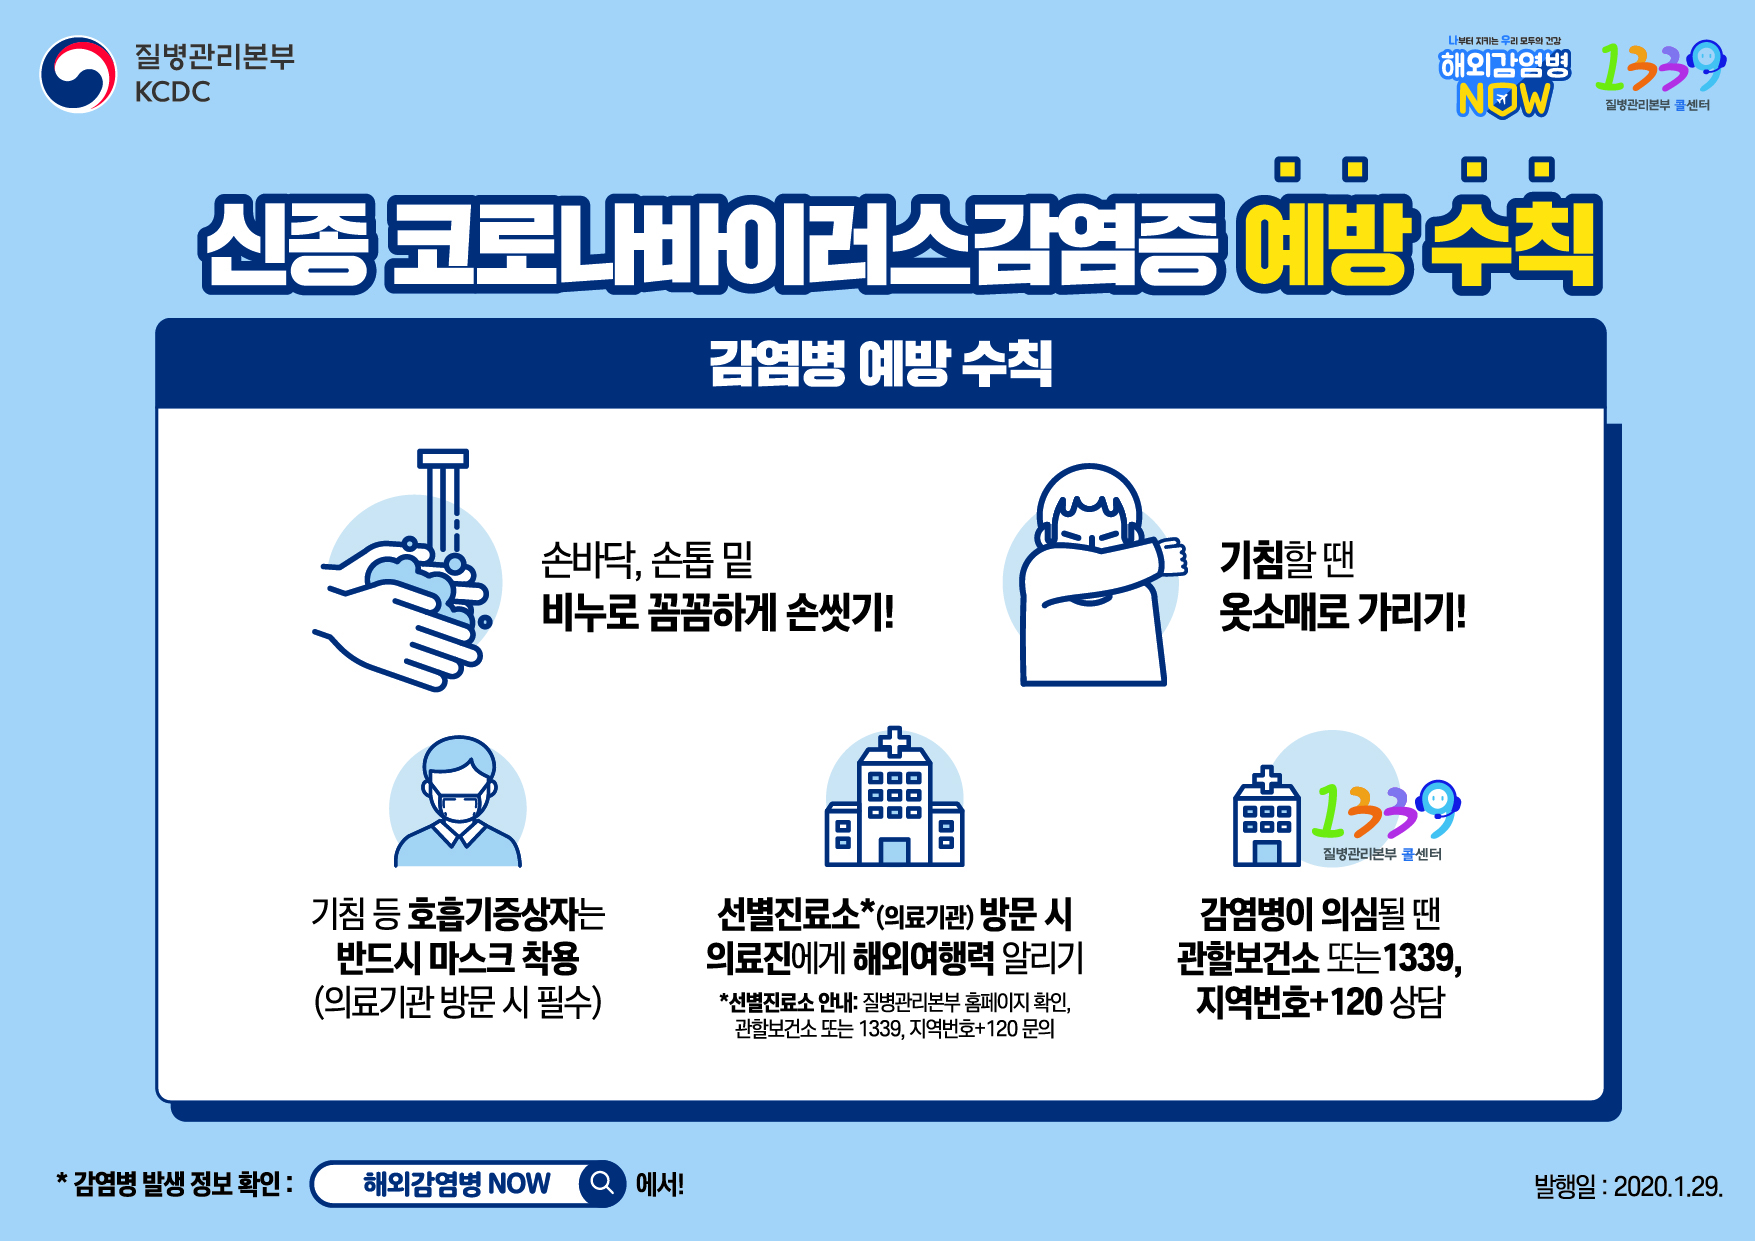 질병관리본부
KCDC
나부터 지키는 우리 모두의 건강
해외감염병
NOW
1339
질병관리본부 콜센터
신종 코로나바이러스감염증 예방 수칙
감염병 예방 수칙
손바닥, 손톱 밑
비누로 꼼꼼하게 손씻기!
기침할 땐
옷소매로 가리기!
기침 등 호흡기증상자는
반드시 마스크 착용
(의료기관 방문 시 필수)
선별진료소*(의료기관) 방문 시
의료진에게 해외여행력 알리기
*선별진료소 안내: 질병관리본부 홈페이지 확인,
관할보건소 또는 1339, 지역번호+120 문의
1339
질병관리본부 콜센터
감염병이 의심될 땐
관할보건소 또는1339,
지역번호+120 상담
* 감염병 발생 정보 확인 : 해외감염병 NOW 에서!
발행일 : 2020.1.29.